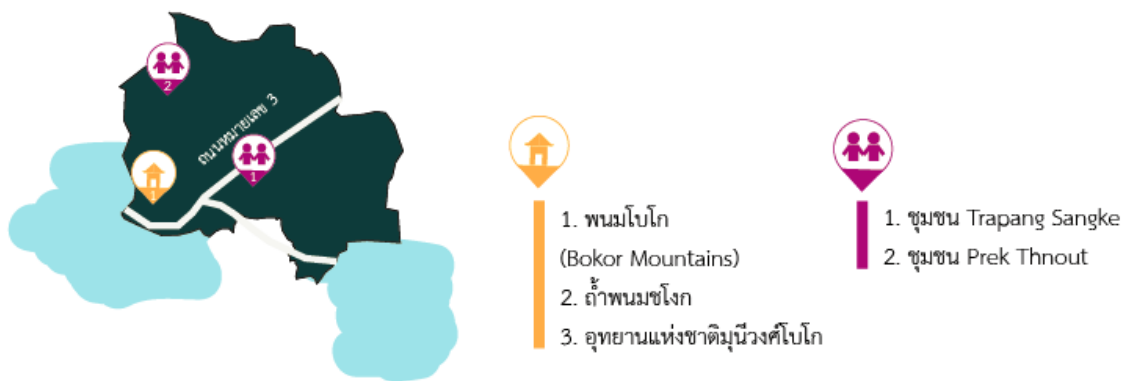 2
ถนนหมายเลข 3
1
1
1. พนมโบโก
(Bokor Mountains)
2. ถ้ำพนมชโงก
3. อุทยานแห่งชาติมุนีวงศ์โบโก
1. ชุมชน Trapang Sangke
2. ชุมชน Prek Thnout